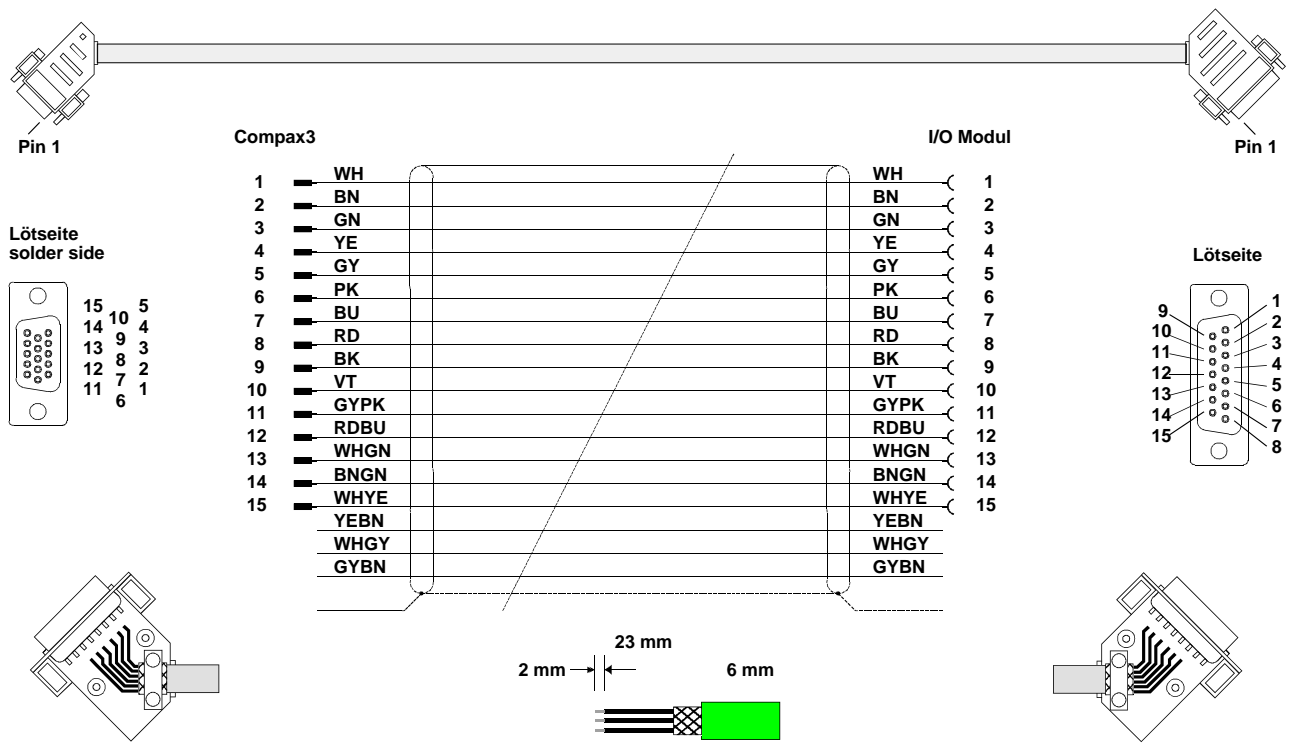 Pin 1
Pin 1
Compax3
I/O Modul
1 WH WH 1
2 BN BN 2
3 GN GN 3
4 YE YE 4
5 GY GY 5
6 PK PK 6
7 BU BU 7
8 RD RD 8
9 BK BK 9
10 VT VT 10
11 GYPK GYPK 11
12 RDBU RDBU 12
13 WHGN WHGN 13
14 BNGN BNGN 14
15 WHYE WHYE 15
YEBN YEBN
WHGY WHGY
GYBN GYBN
Lötseite
solder side
15 5
10
14 4
9
13 3
8
12 2
7
11 1
6
Lötseite
1
9
2
10
3
11
4
12
5
13
6
14
7
15
8
23 mm
2 mm
6 mm